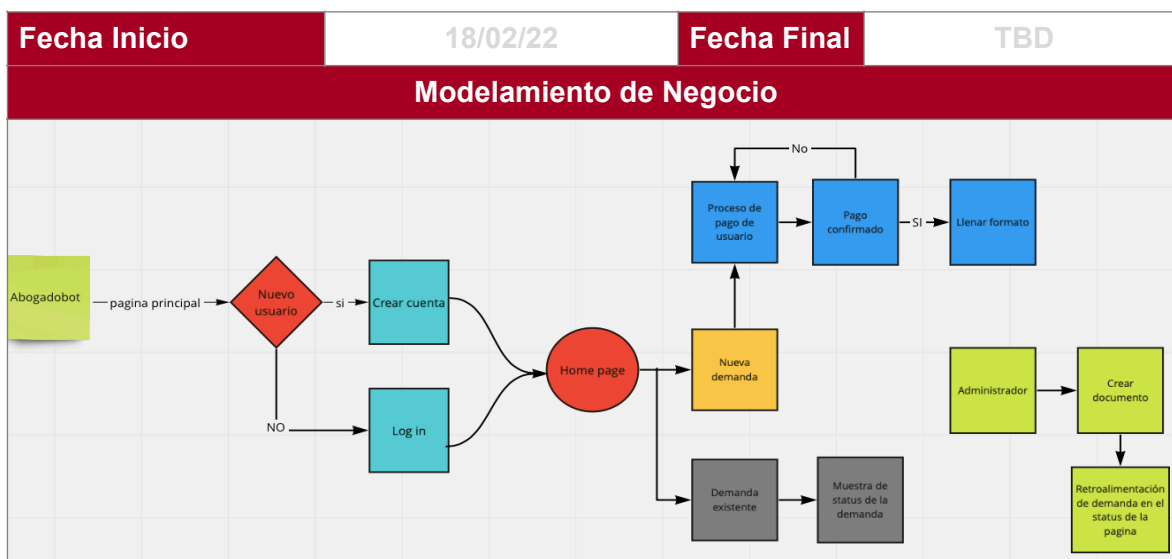 Fecha Inicio
18/02/22
Fecha Final
TBD
Modelamiento de Negocio
Abogadobot
pagina principal
Nuevo
usuario
si
Crear cuenta
NO
Log in
Home page
No
Proceso de
pago de
usuario
Pago
confirmado
SI
Llenar formato
Nueva
demanda
Demanda
existente
Muestra de
status de la
demanda
Administrador
Crear
documento
Retroalimentación
de demanda en el
status de la
pagina